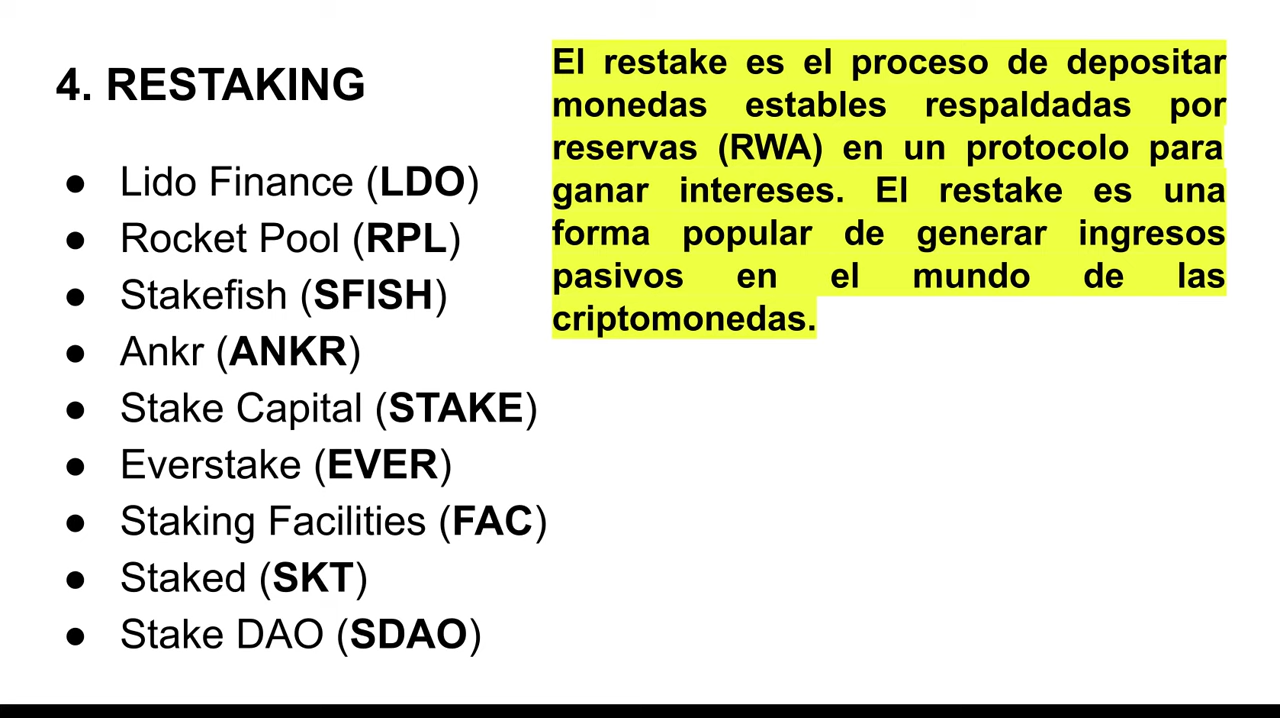 4. RESTAKING
● Lido Finance (LDO)
● Rocket Pool (RPL)
● Stakefish (SFISH)
● Ankr (ANKR)
● Stake Capital (STAKE)
● Everstake (EVER)
● Staking Facilities (FAC)
● Staked (SKT)
● Stake DAO (SDAO)
El restake es el proceso de depositar
monedas estables respaldadas por
reservas (RWA) en un protocolo para
ganar intereses. El restake es una
forma popular de generar ingresos
pasivos en el mundo de las
criptomonedas.